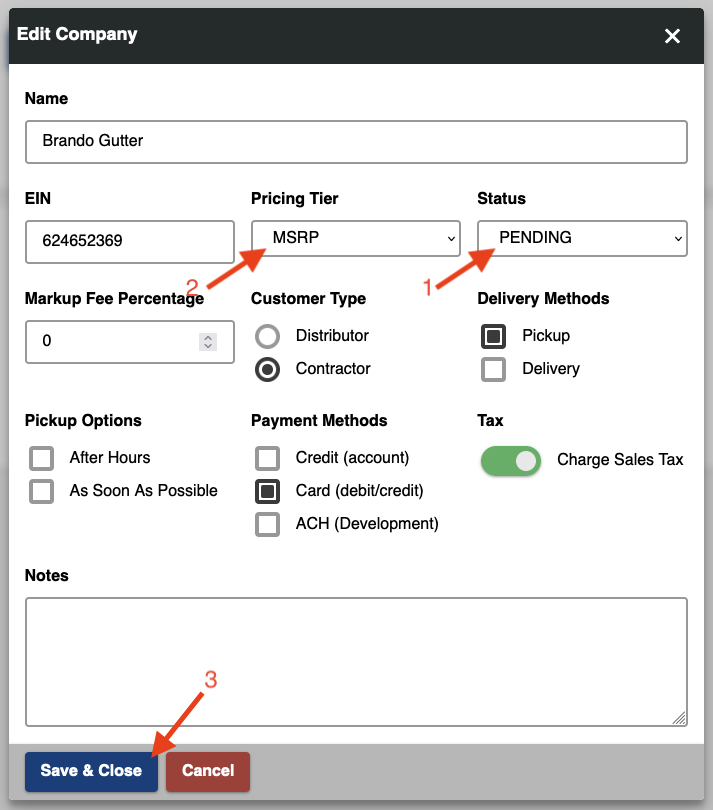 Edit Company
Name
Brando Gutter
EIN Pricing Tier Status
624652369 MSRP PENDING
2 1
Markup Fee Percentage Customer Type Delivery Methods
0 Distributor Pickup
Contractor Delivery
Pickup Options Payment Methods Tax
After Hours Credit (account) Charge Sales Tax
As Soon As Possible Card (debit/credit)
ACH (Development)
Notes
3
Save & Close Cancel